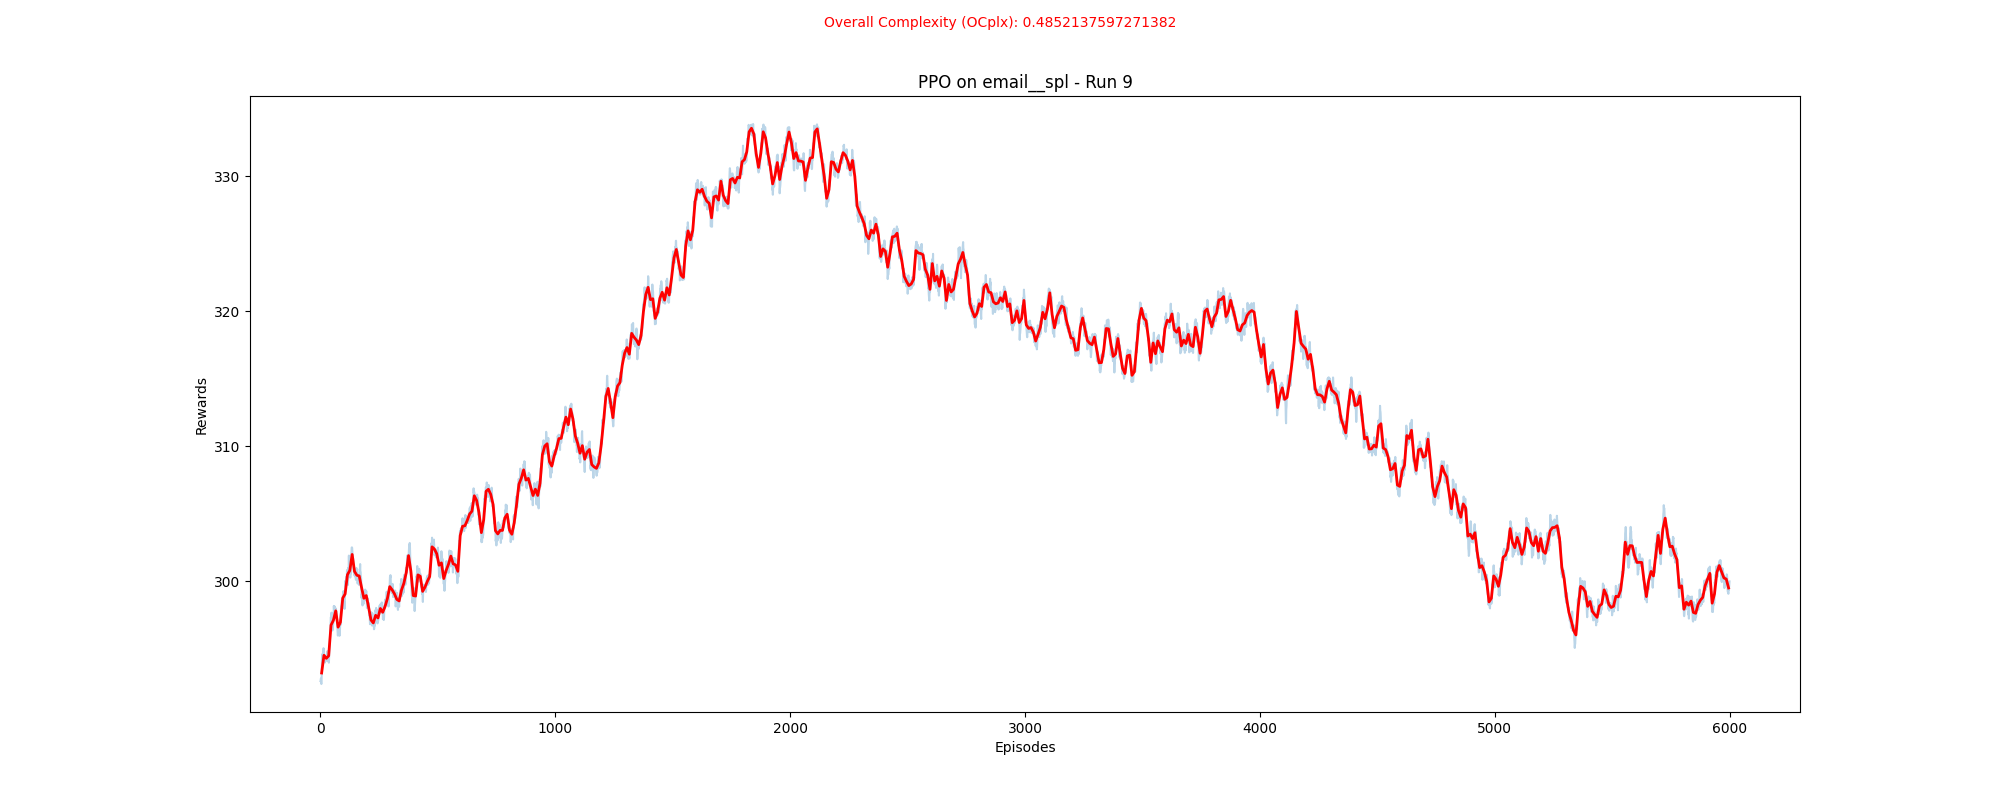 Overall Complexity (OCplx): 0.4852137597271382
PPO on email__spl - Run 9
330
320
310
300
Rewards
0 1000 2000 3000 4000 5000 6000
Episodes